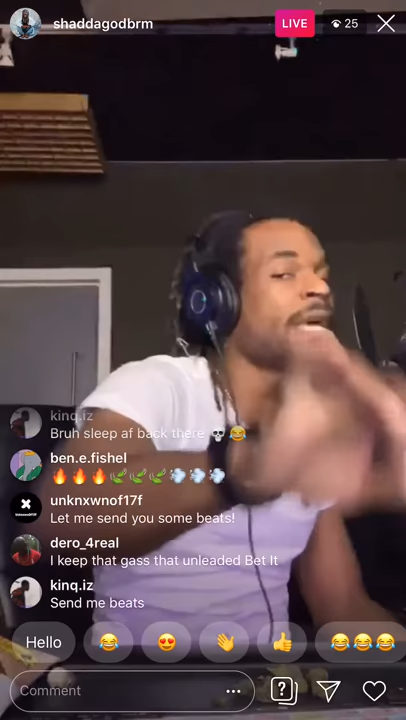 shaddagodbrm
LIVE
25
kinq.iz
Bruh sleep af back there 💀😂
ben.e.fishel
🔥🔥🔥🌿🌿🌿💨💨💨
unknxwnof17f
Let me send you some beats!
dero_4real
I keep that gass that unleaded Bet It
kinq.iz
Send me beats
Hello 😂 😍 👋 👍 😂😂😂
Comment